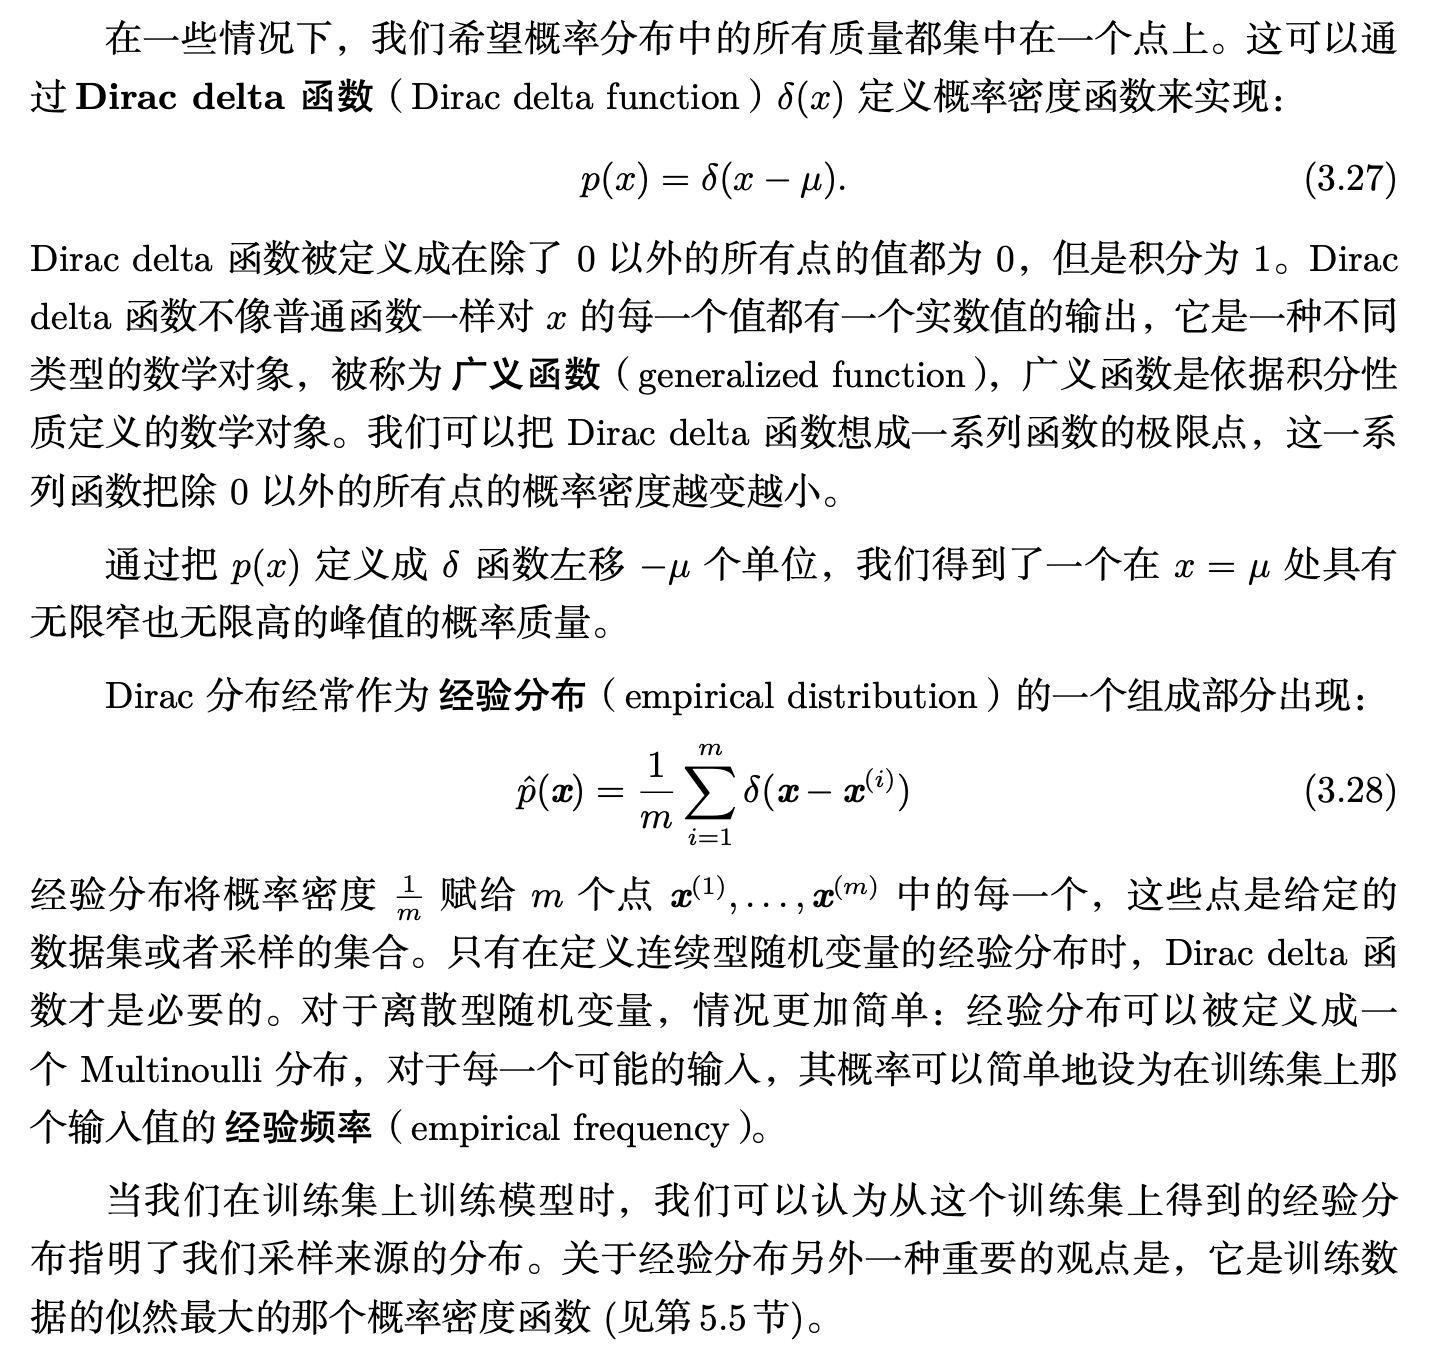 在一些情况下，我们希望概率分布中的所有质量都集中在一个点上。这可以通
过 Dirac delta 函数（Dirac delta function）δ(x) 定义概率密度函数来实现：
p(x) = δ(x − μ). (3.27)
Dirac delta 函数被定义成在除了 0 以外的所有点的值都为 0，但是积分为 1。Dirac
delta 函数不像普通函数一样对 x 的每一个值都有一个实数值的输出，它是一种不同
类型的数学对象，被称为 广义函数（generalized function），广义函数是依据积分性
质定义的数学对象。我们可以把 Dirac delta 函数想成一系列函数的极限点，这一系
列函数把除 0 以外的所有点的概率密度越变越小。
通过把 p(x) 定义成 δ 函数左移 −μ 个单位，我们得到了一个在 x = μ 处具有
无限窄也无限高的峰值的概率质量。
Dirac 分布经常作为 经验分布（empirical distribution）的一个组成部分出现：
p̂(x) = \frac{1}{m} \sum_{i=1}^{m} δ(x − x^{(i)}) (3.28)
经验分布将概率密度 \frac{1}{m} 赋给 m 个点 x^{(1)}, . . . , x^{(m)} 中的每一个，这些点是给定的
数据集或者采样的集合。只有在定义连续型随机变量的经验分布时，Dirac delta 函
数才是必要的。对于离散型随机变量，情况更加简单：经验分布可以被定义成一
个 Multinoulli 分布，对于每一个可能的输入，其概率可以简单地设为在训练集上那
个输入值的 经验频率（empirical frequency）。
当我们在训练集上训练模型时，我们可以认为从这个训练集上得到的经验分
布指明了我们采样来源的分布。关于经验分布另外一种重要的观点是，它是训练数
据的似然最大的那个概率密度函数 (见第 5.5 节)。